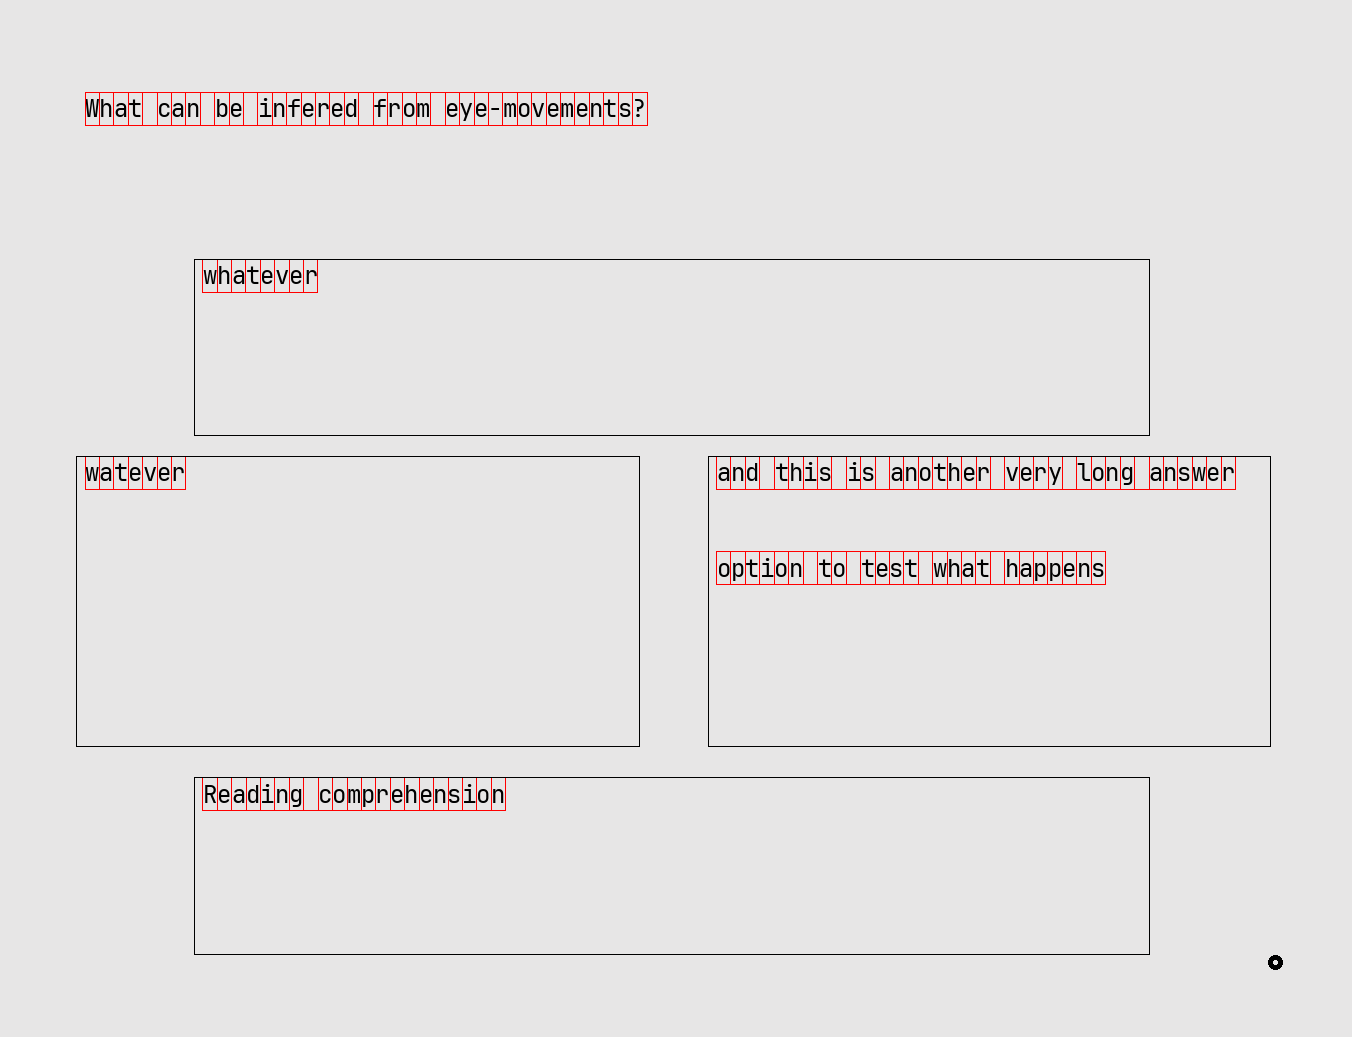 What can be infered from eye-movements?
whatever
watever
and this is another very long answer
option to test what happens
Reading comprehension